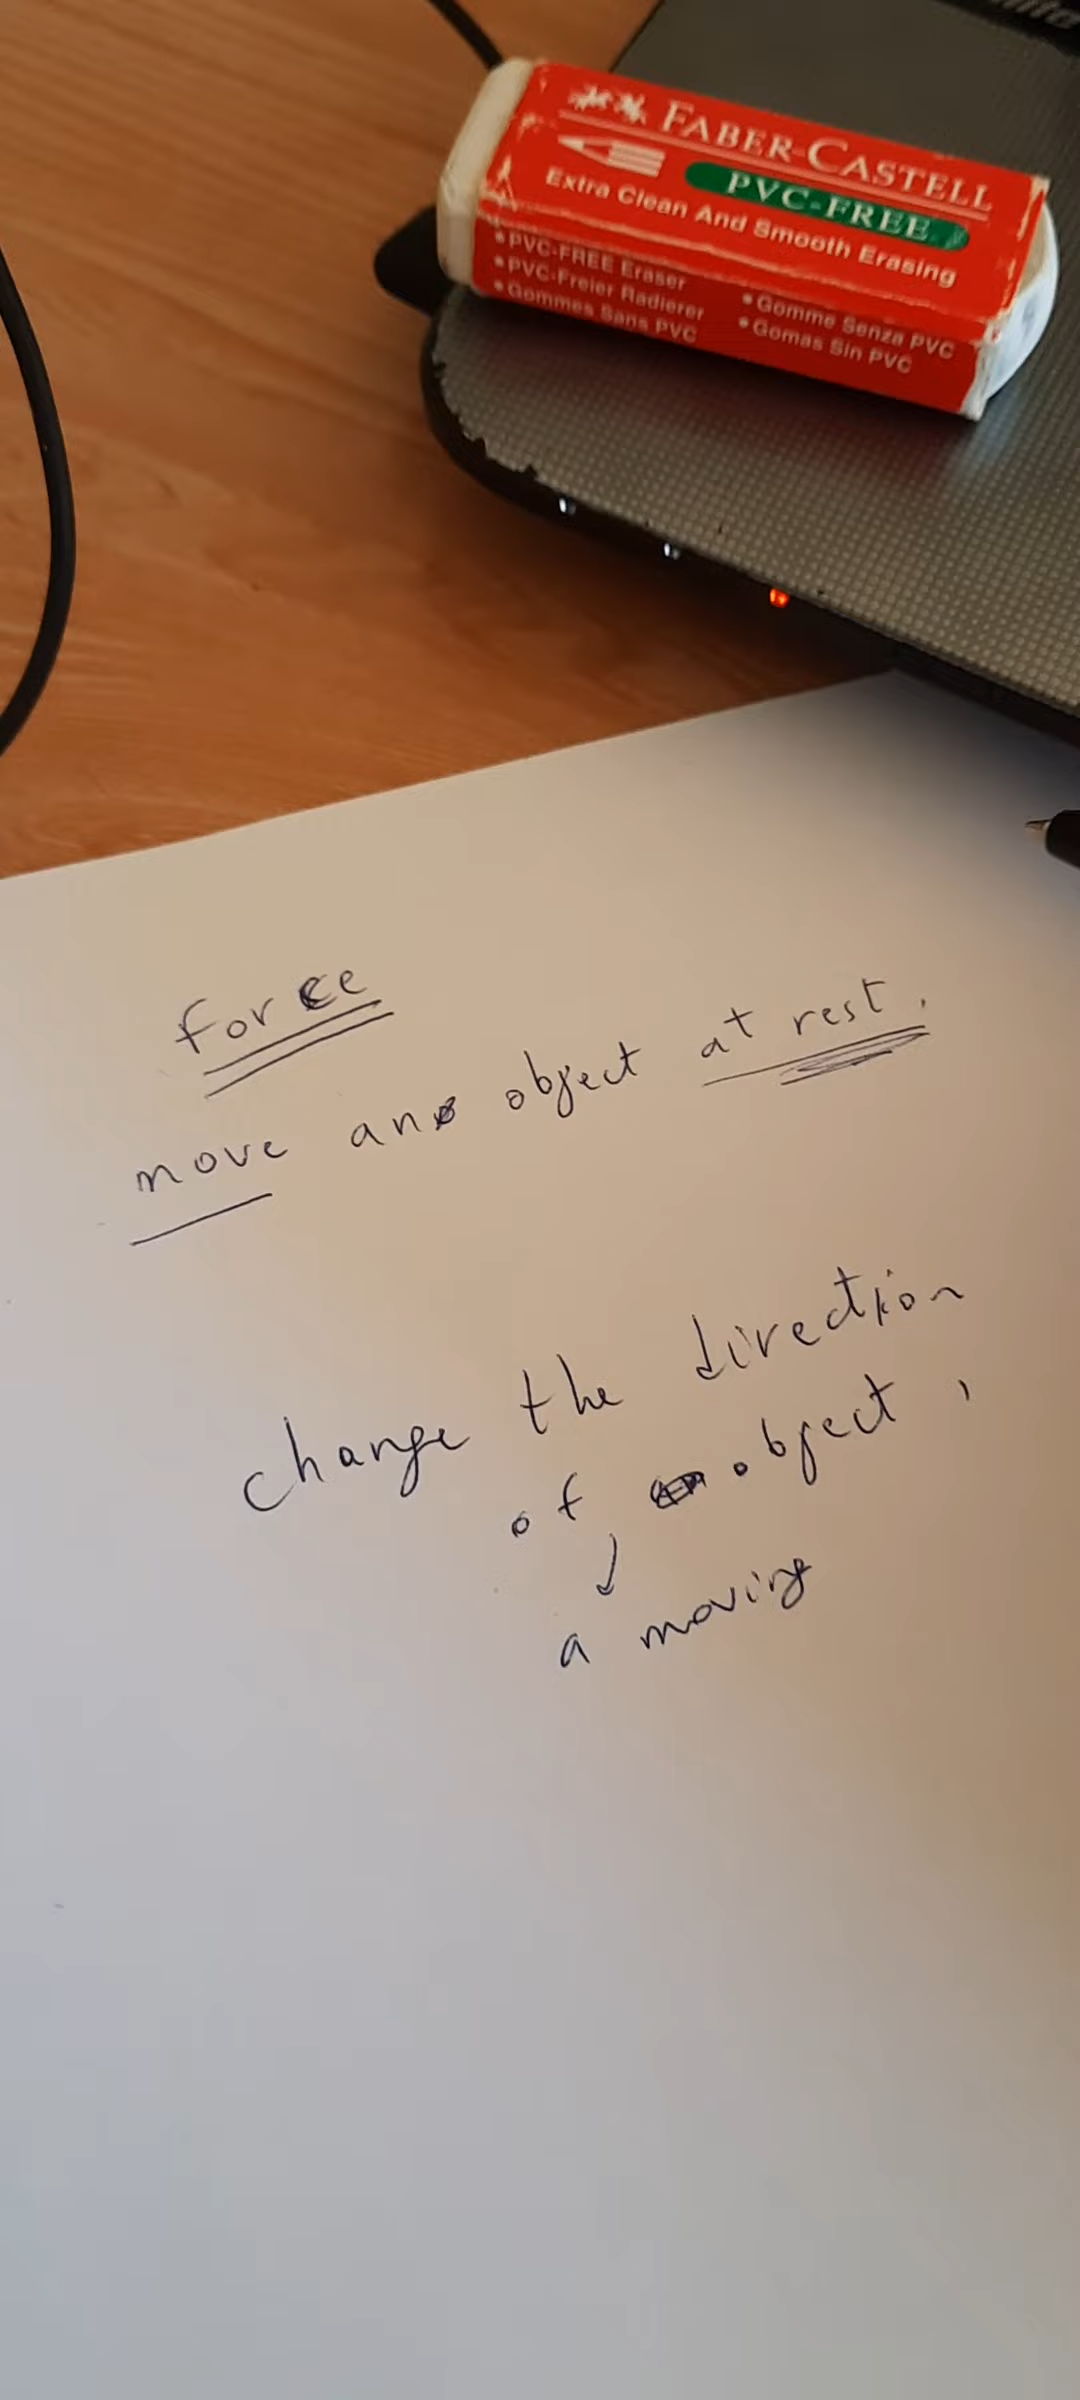 FABER-CASTELL
PVC-FREE
Extra Clean And Smooth Erasing
• PVC-FREE Eraser
• PVC-Freier Radierer
• Gommes Sans PVC
• Gomme Senza PVC
• Gomas Sin PVC
force
move an object at rest.
change the direction
of object,
a moving